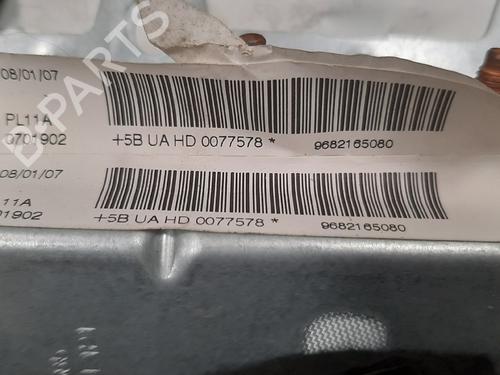 08/01/07
PL11A
0701902
+5B UA HD 0077578 *
9682165080
08/01/07
11A
01902
+5B UA HD 0077578 *
9682165080
B-PARTS